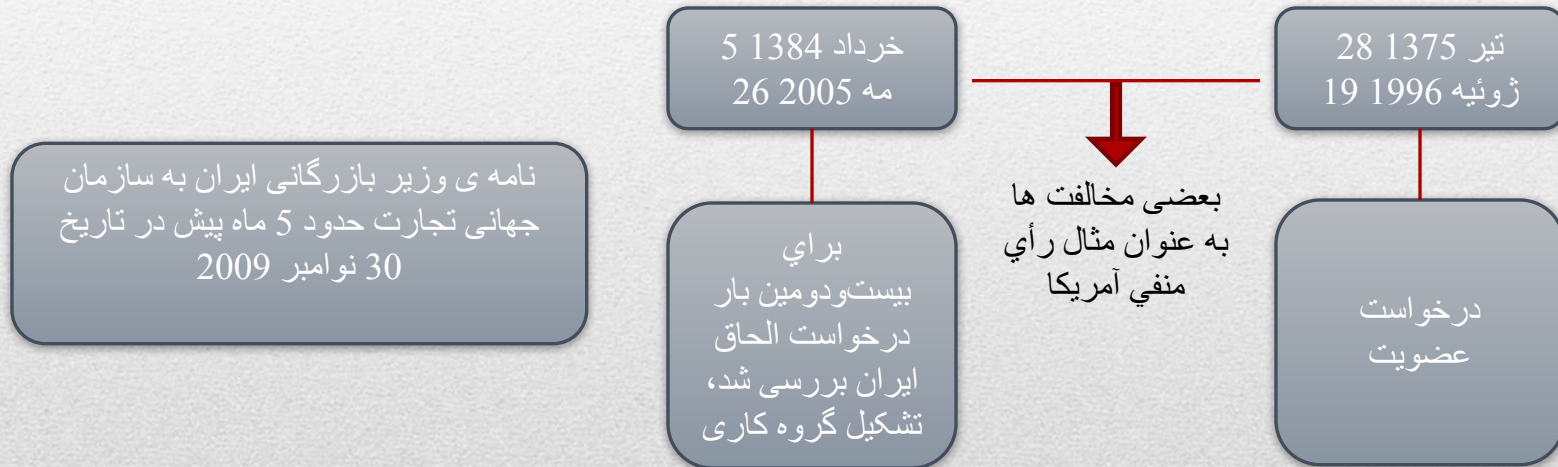 تیر 1375 28
ژوئیه 1996 19
درخواست
عضویت
بعضی مخالفت ها
به عنوان مثال رأي
منفي آمریکا
خرداد 1384 5
مه 2005 26
براي
بیست‌ودومین بار
درخواست الحاق
ایران بررسی شد،
تشکیل گروه کاری
نامه ی وزیر بازرگانی ایران به سازمان
جهانی تجارت حدود 5 ماه پیش در تاریخ
30 نوامبر 2009